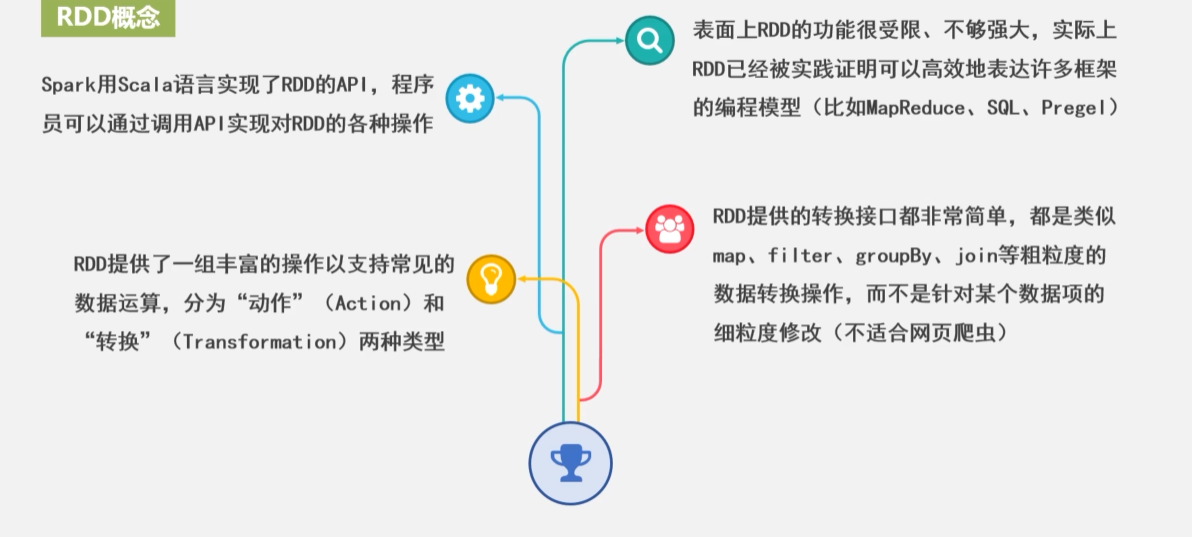 RDD概念
Spark用Scala语言实现了RDD的API，程序
员可以通过调用API实现对RDD的各种操作
RDD提供了一组丰富的操作以支持常见的
数据运算，分为“动作”（Action）和
“转换”（Transformation）两种类型
表面上RDD的功能很受限、不够强大，实际上
RDD已经被实践证明可以高效地表达许多框架
的编程模型（比如MapReduce、SQL、Pregel）
RDD提供的转换接口都非常简单，都是类似
map、filter、groupBy、join等粗粒度的
数据转换操作，而不是针对某个数据项的
细粒度修改（不适合网页爬虫）